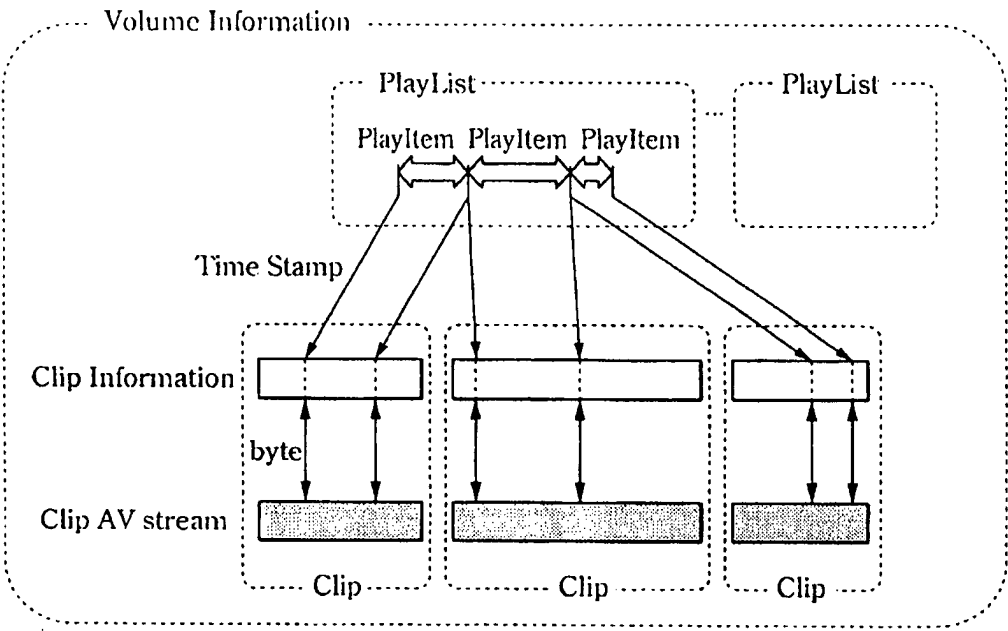 Volume Information
PlayList
PlayList
...
PlayItem PlayItem PlayItem
Time Stamp
Clip Information
byte
Clip AV stream
Clip
Clip
Clip